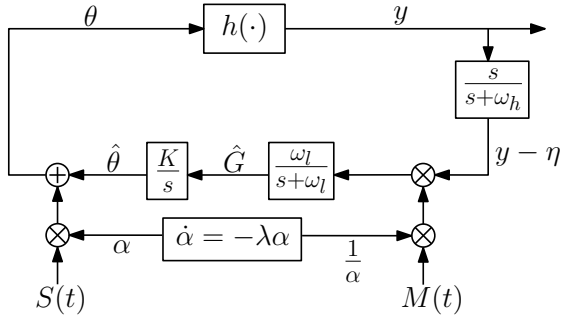 θ
h(·)
y
s/(s+ω_h)
y − η
θ̂
K/s
Ĝ
ω_l/(s+ω_l)
+
×
×
α
α̇ = −λα
1/α
×
S(t)
M(t)